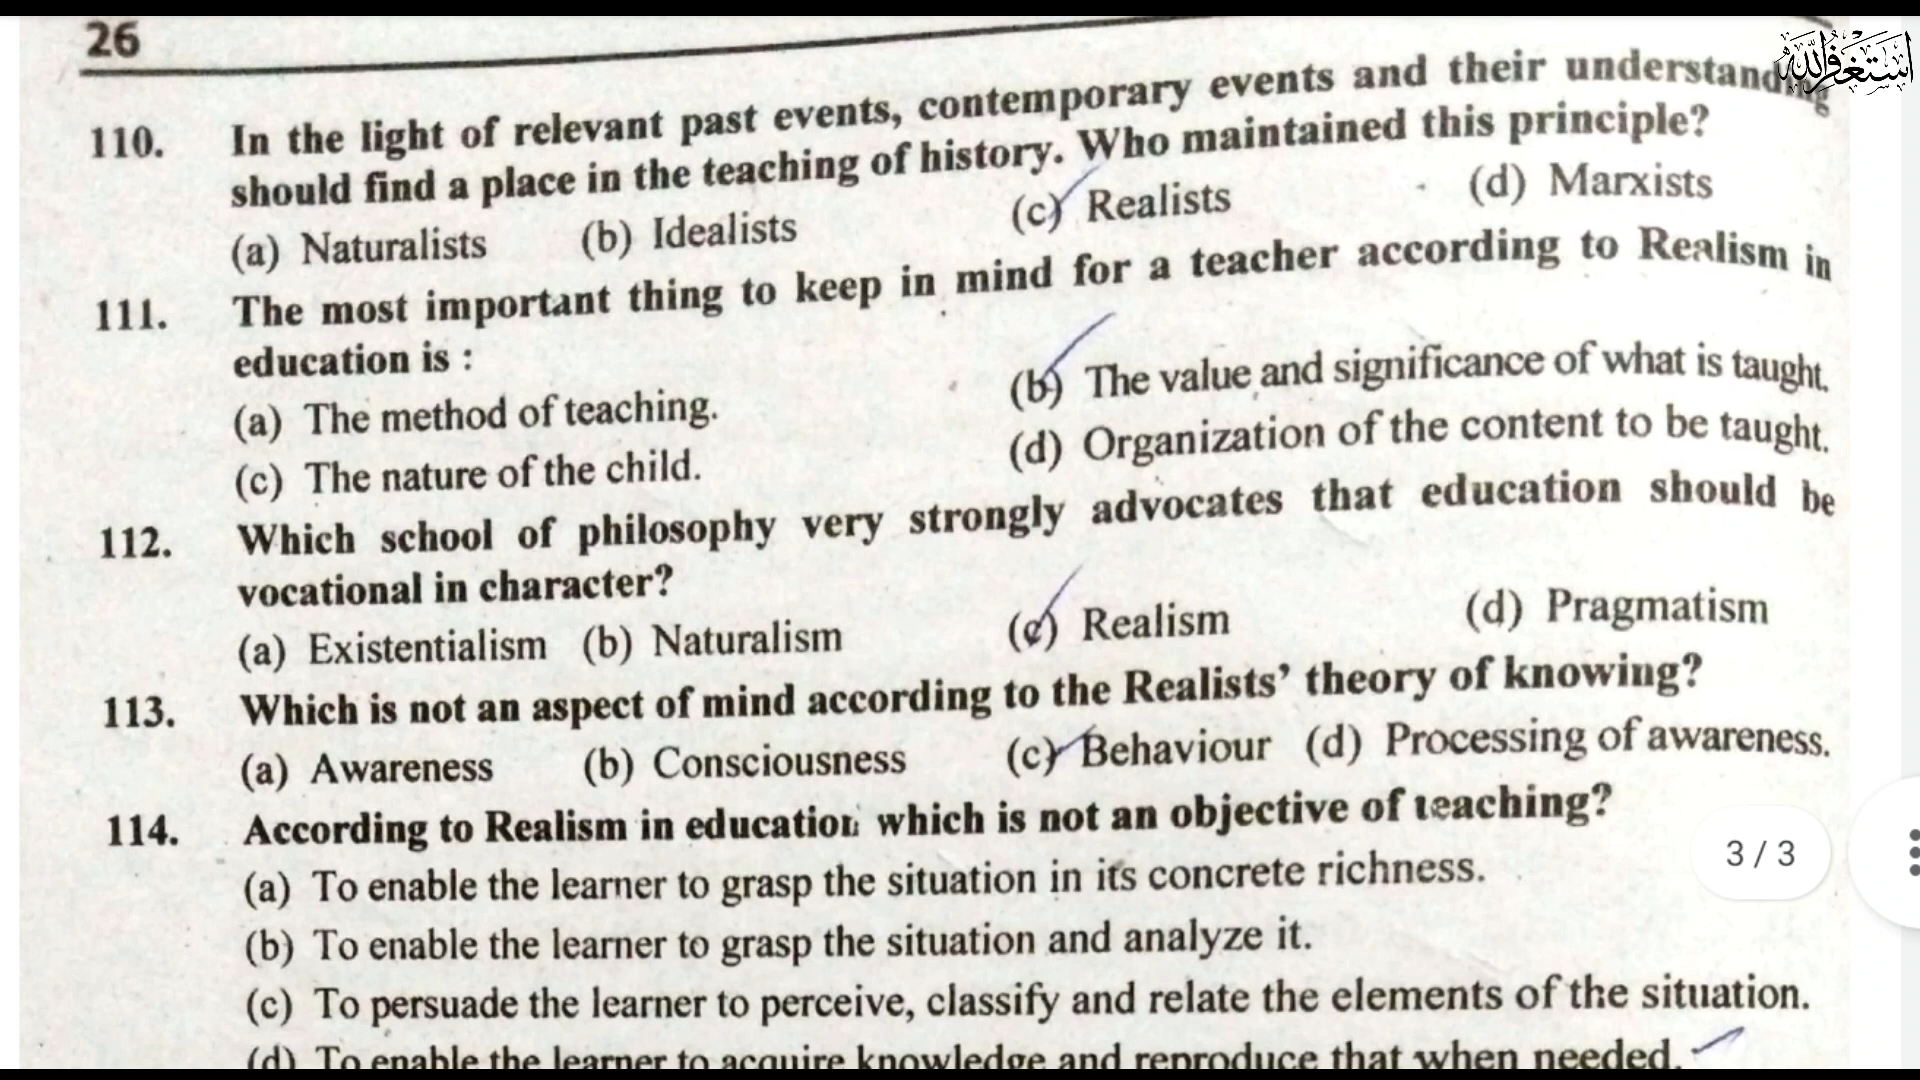 26
استغفر الله
110. In the light of relevant past events, contemporary events and their understanding
should find a place in the teaching of history. Who maintained this principle?
(a) Naturalists (b) Idealists (c) Realists (d) Marxists
111. The most important thing to keep in mind for a teacher according to Realism in
education is :
(a) The method of teaching. (b) The value and significance of what is taught.
(c) The nature of the child. (d) Organization of the content to be taught.
112. Which school of philosophy very strongly advocates that education should be
vocational in character?
(a) Existentialism (b) Naturalism (c) Realism (d) Pragmatism
113. Which is not an aspect of mind according to the Realists’ theory of knowing?
(a) Awareness (b) Consciousness (c) Behaviour (d) Processing of awareness.
114. According to Realism in education which is not an objective of teaching?
(a) To enable the learner to grasp the situation in its concrete richness.
3 / 3
(b) To enable the learner to grasp the situation and analyze it.
(c) To persuade the learner to perceive, classify and relate the elements of the situation.
(d) To enable the learner to acquire knowledge and reproduce that when needed.